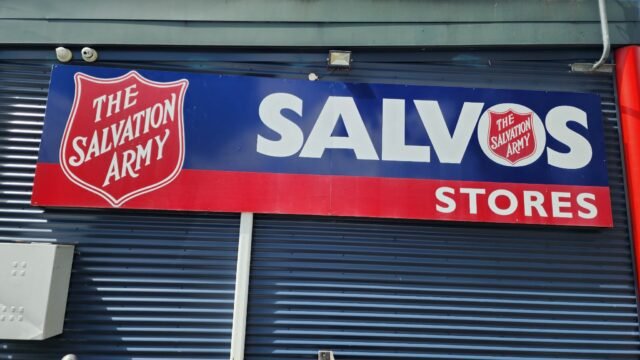 THE
SALVATION
ARMY
SALVOS
THE
SALVATION
ARMY
STORES